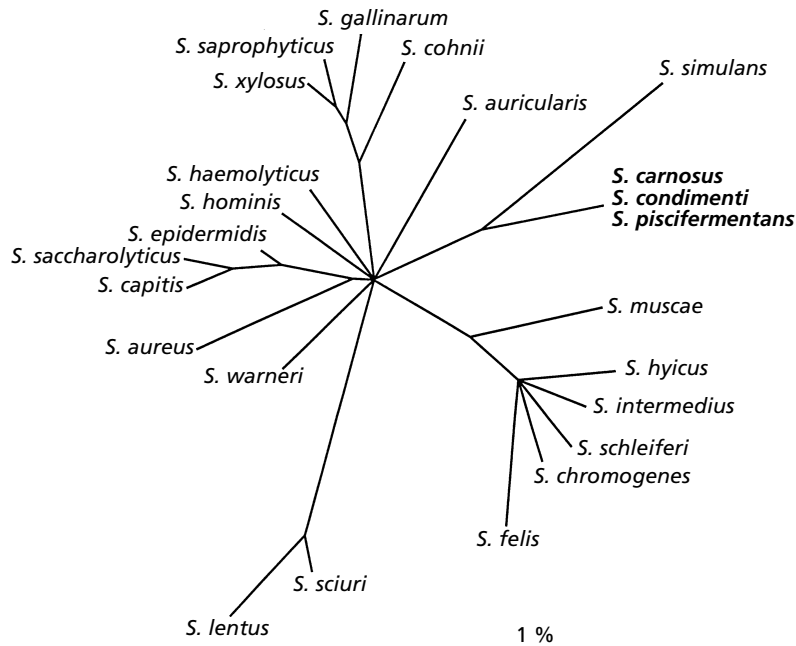 S. gallinarum
S. saprophyticus
S. cohnii
S. xylosus
S. simulans
S. auricularis
S. haemolyticus
S. carnosus
S. condimenti
S. piscifermentans
S. hominis
S. epidermidis
S. saccharolyticus
S. capitis
S. muscae
S. aureus
S. warneri
S. hyicus
S. intermedius
S. schleiferi
S. chromogenes
S. felis
S. sciuri
S. lentus
1 %